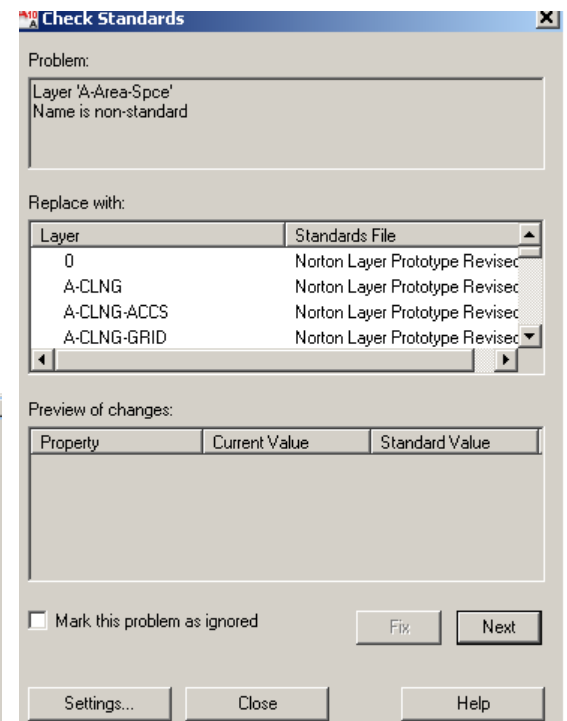 Check Standards
Problem:
Layer 'A-Area-Spce'
Name is non-standard
Replace with:
Layer Standards File
0 Norton Layer Prototype Revised
A-CLNG Norton Layer Prototype Revised
A-CLNG-ACCS Norton Layer Prototype Revised
A-CLNG-GRID Norton Layer Prototype Revised
Preview of changes:
Property Current Value Standard Value
Mark this problem as ignored Fix Next
Settings... Close Help